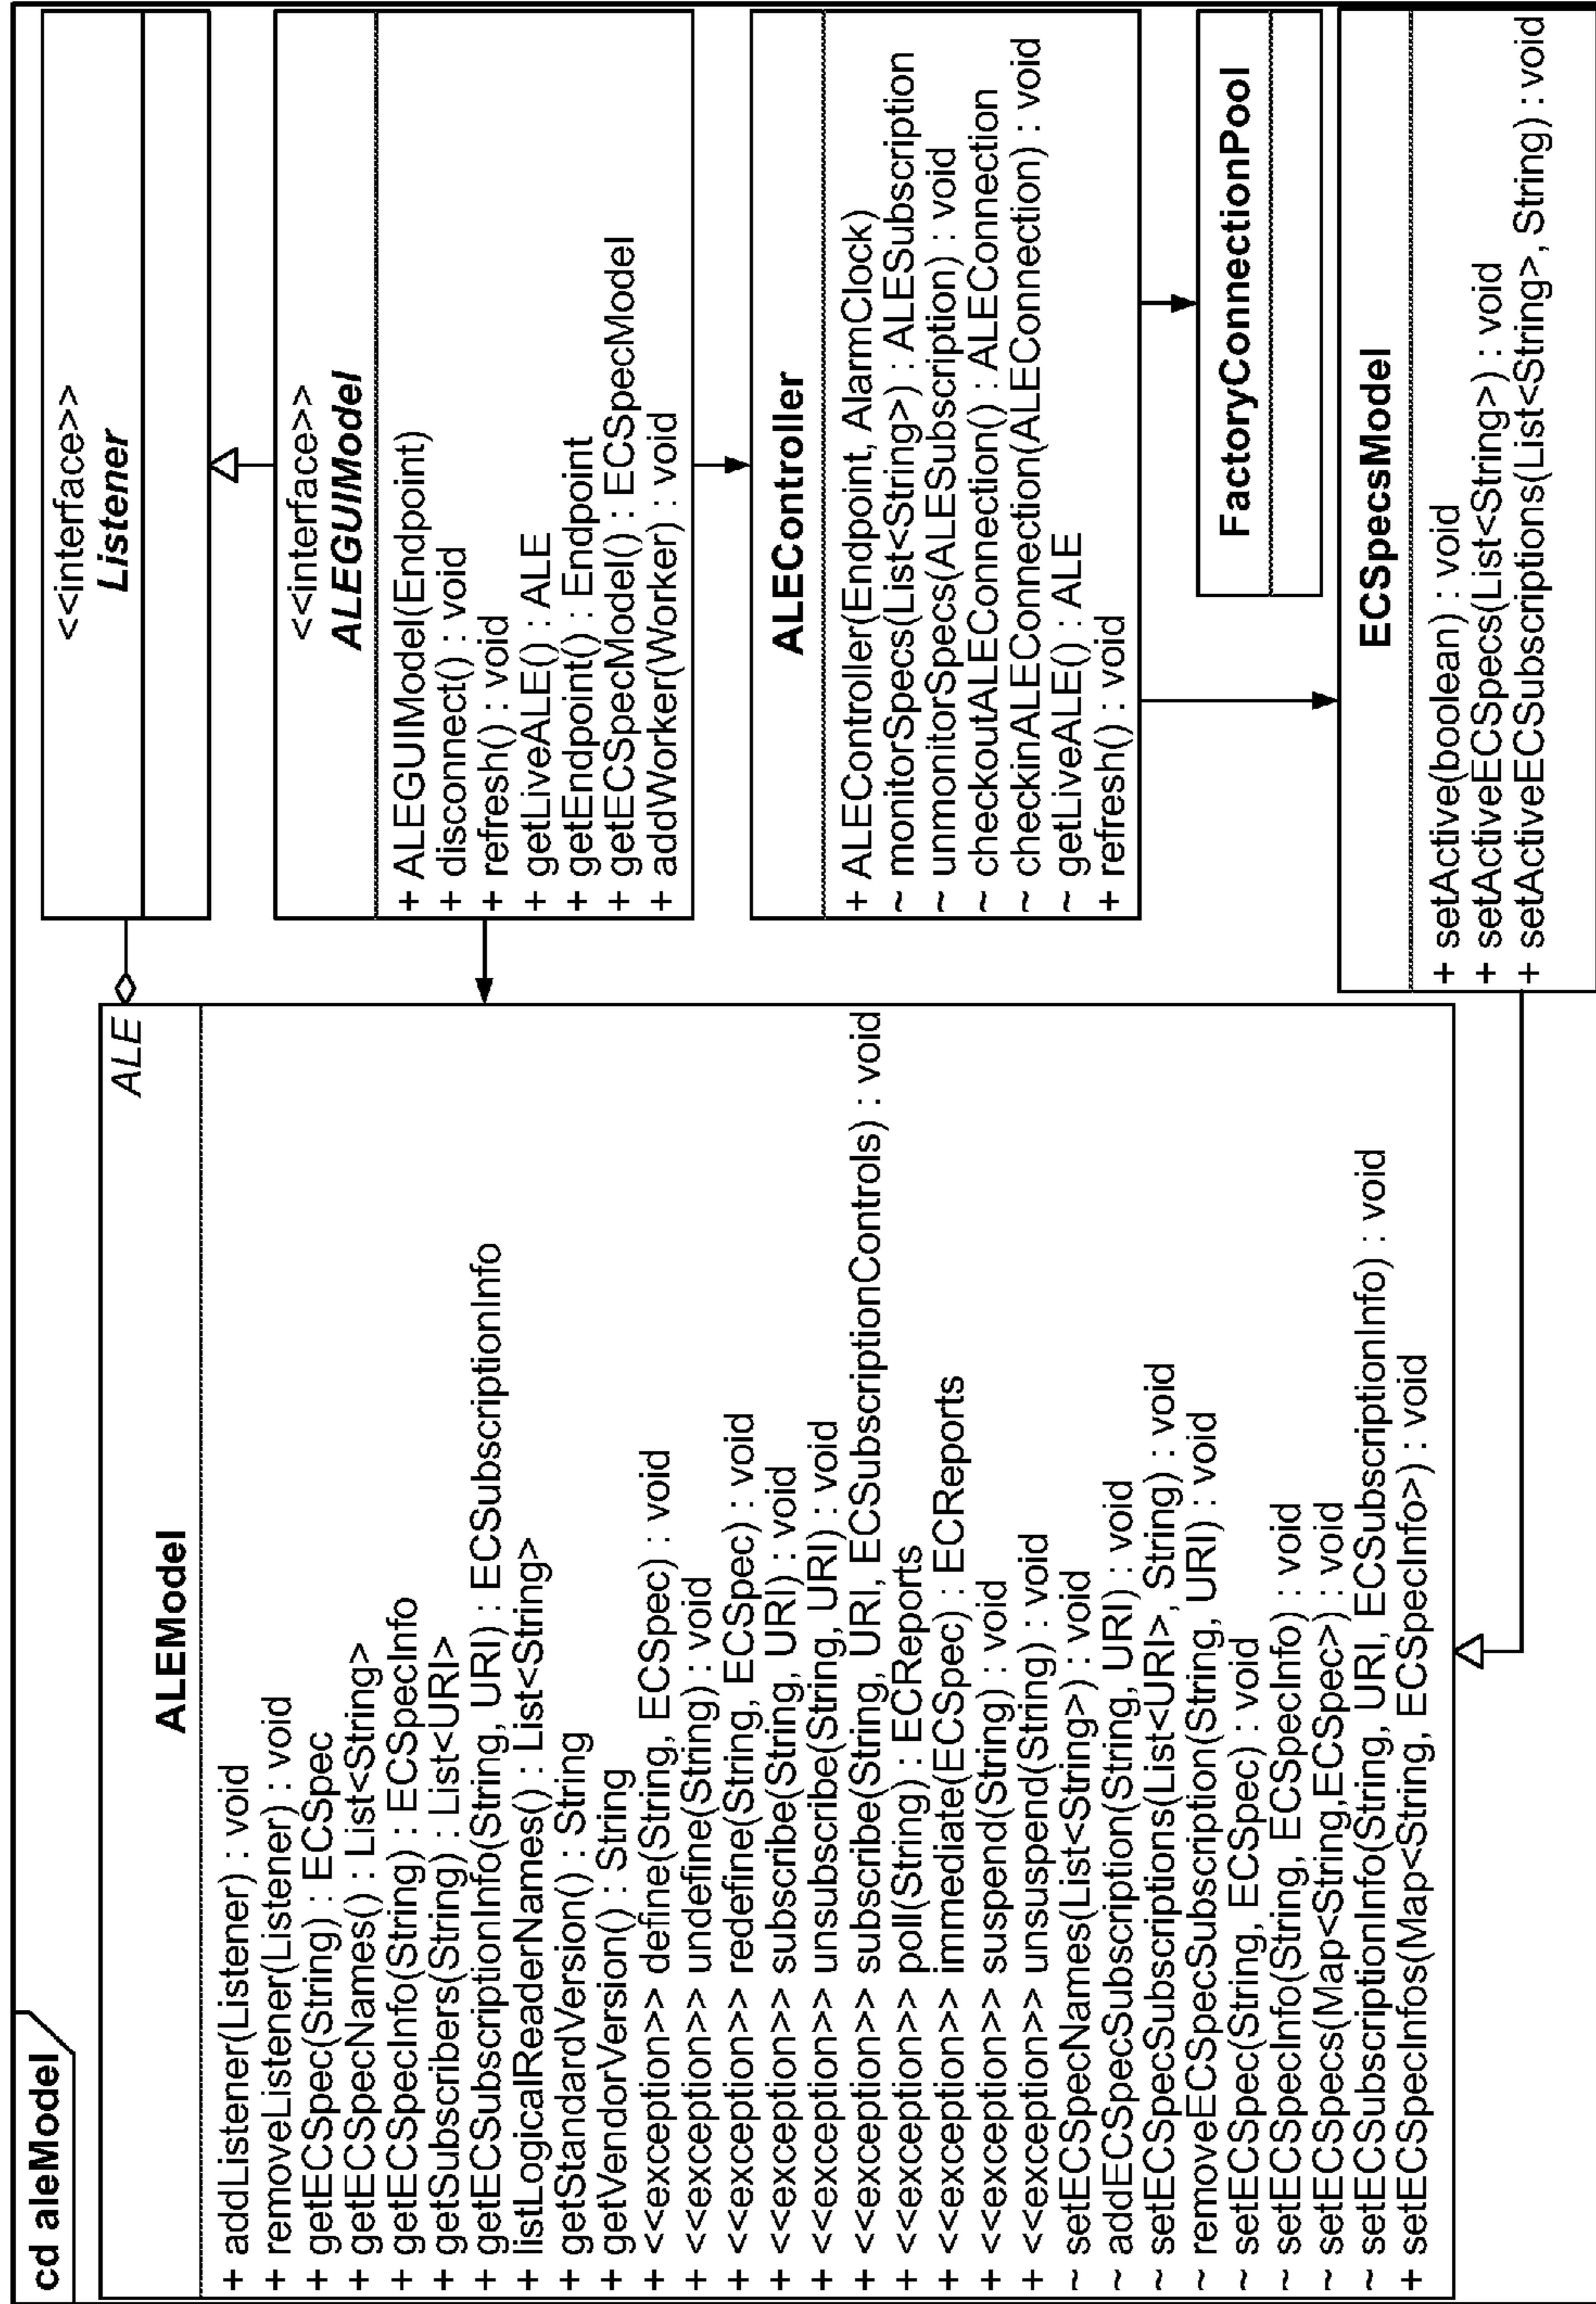 cd aleModel
ALE
ALEModel
+ addListener(Listener) : void
+ removeListener(Listener) : void
+ getECSpec(String) : ECSpec
+ getECSpecNames() : List<String>
+ getECSpecInfo(String) : ECSpecInfo
+ getSubscribers(String) : List<URI>
+ getECSubscriptionInfo(String, URI) : ECSubscriptionInfo
+ listLogicalReaderNames() : List<String>
+ getStandardVersion() : String
+ getVendorVersion() : String
+ <<exception>> define(String, ECSpec) : void
+ <<exception>> undefine(String) : void
+ <<exception>> redefine(String, ECSpec) : void
+ <<exception>> subscribe(String, URI) : void
+ <<exception>> unsubscribe(String, URI) : void
+ <<exception>> subscribe(String, URI, ECSubscriptionControls) : void
+ <<exception>> poll(String) : ECReports
+ <<exception>> immediate(ECSpec) : ECReports
+ <<exception>> suspend(String) : void
+ <<exception>> unsuspend(String) : void
~ setECSpecNames(List<String>) : void
~ addECSpecSubscription(String, URI) : void
~ setECSpecSubscriptions(List<URI>, String) : void
~ removeECSpecSubscription(String, URI) : void
~ setECSpec(String, ECSpec) : void
~ setECSpecInfo(String, ECSpecInfo) : void
~ setECSpecs(Map<String,ECSpec>) : void
~ setECSubscriptionInfo(String, URI, ECSubscriptionInfo) : void
+ setECSpecInfos(Map<String, ECSpecInfo>) : void
<<interface>>
Listener
<<interface>>
ALEGUIModel
+ ALEGUIModel(Endpoint)
+ disconnect() : void
+ refresh() : void
+ getLiveALE() : ALE
+ getEndpoint() : Endpoint
+ getECSpecModel() : ECSpecModel
+ addWorker(Worker) : void
ALEController
+ ALEController(Endpoint, AlarmClock)
~ monitorSpecs(List<String>) : ALESubscription
~ unmonitorSpecs(ALESubscription) : void
~ checkoutALEConnection() : ALEConnection
~ checkinALEConnection(ALEConnection) : void
~ getLiveALE() : ALE
+ refresh() : void
FactoryConnectionPool
ECSpecsModel
+ setActive(boolean) : void
+ setActiveECSpecs(List<String>) : void
+ setActiveECSubscriptions(List<String>, String) : void